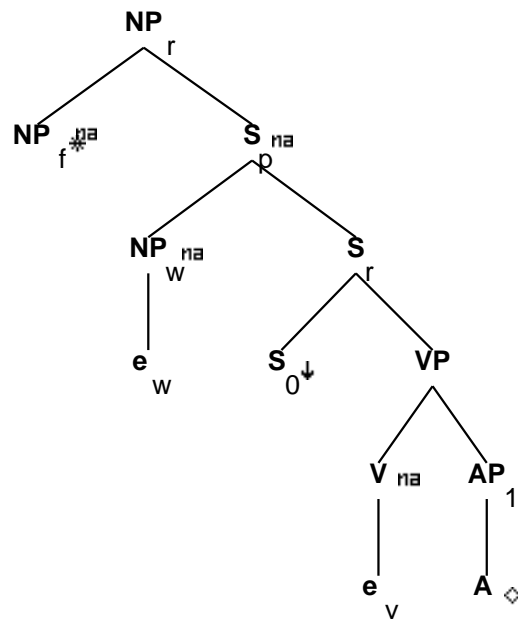 NP r
NP f * na S p na
NP w na S r
e w S 0 ↓ VP
V na AP 1
e v A ◇